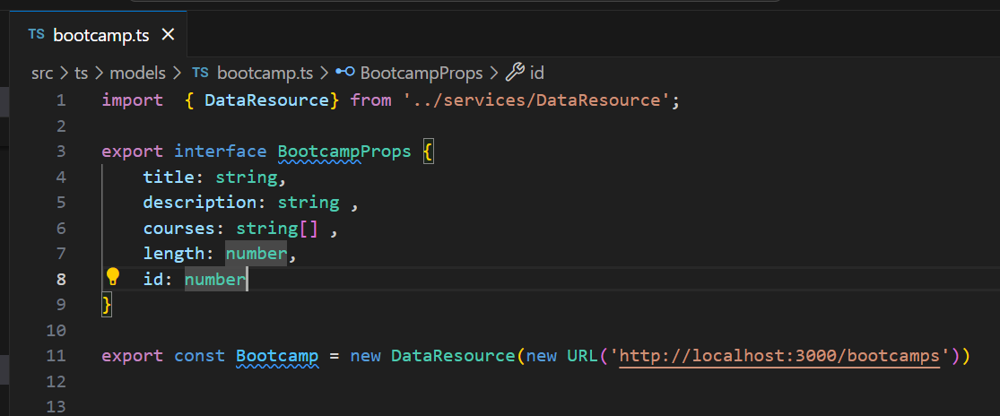 TS bootcamp.ts ×
src > ts > models > TS bootcamp.ts > BootcampProps > id
1 import  { DataResource} from '../services/DataResource';
2
3 export interface BootcampProps {
4     title: string,
5     description: string ,
6     courses: string[] ,
7     length: number,
8     id: number
9 }
10
11 export const Bootcamp = new DataResource(new URL('http://localhost:3000/bootcamps'))
12
13